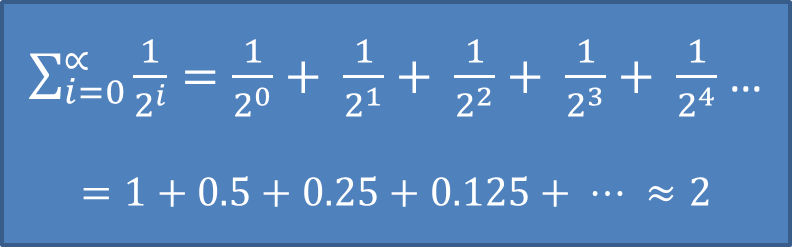 ∑_{i=0}^{∝} 1/2^i = 1/2^0 + 1/2^1 + 1/2^2 + 1/2^3 + 1/2^4 ...
= 1 + 0.5 + 0.25 + 0.125 + ⋯ ≈ 2